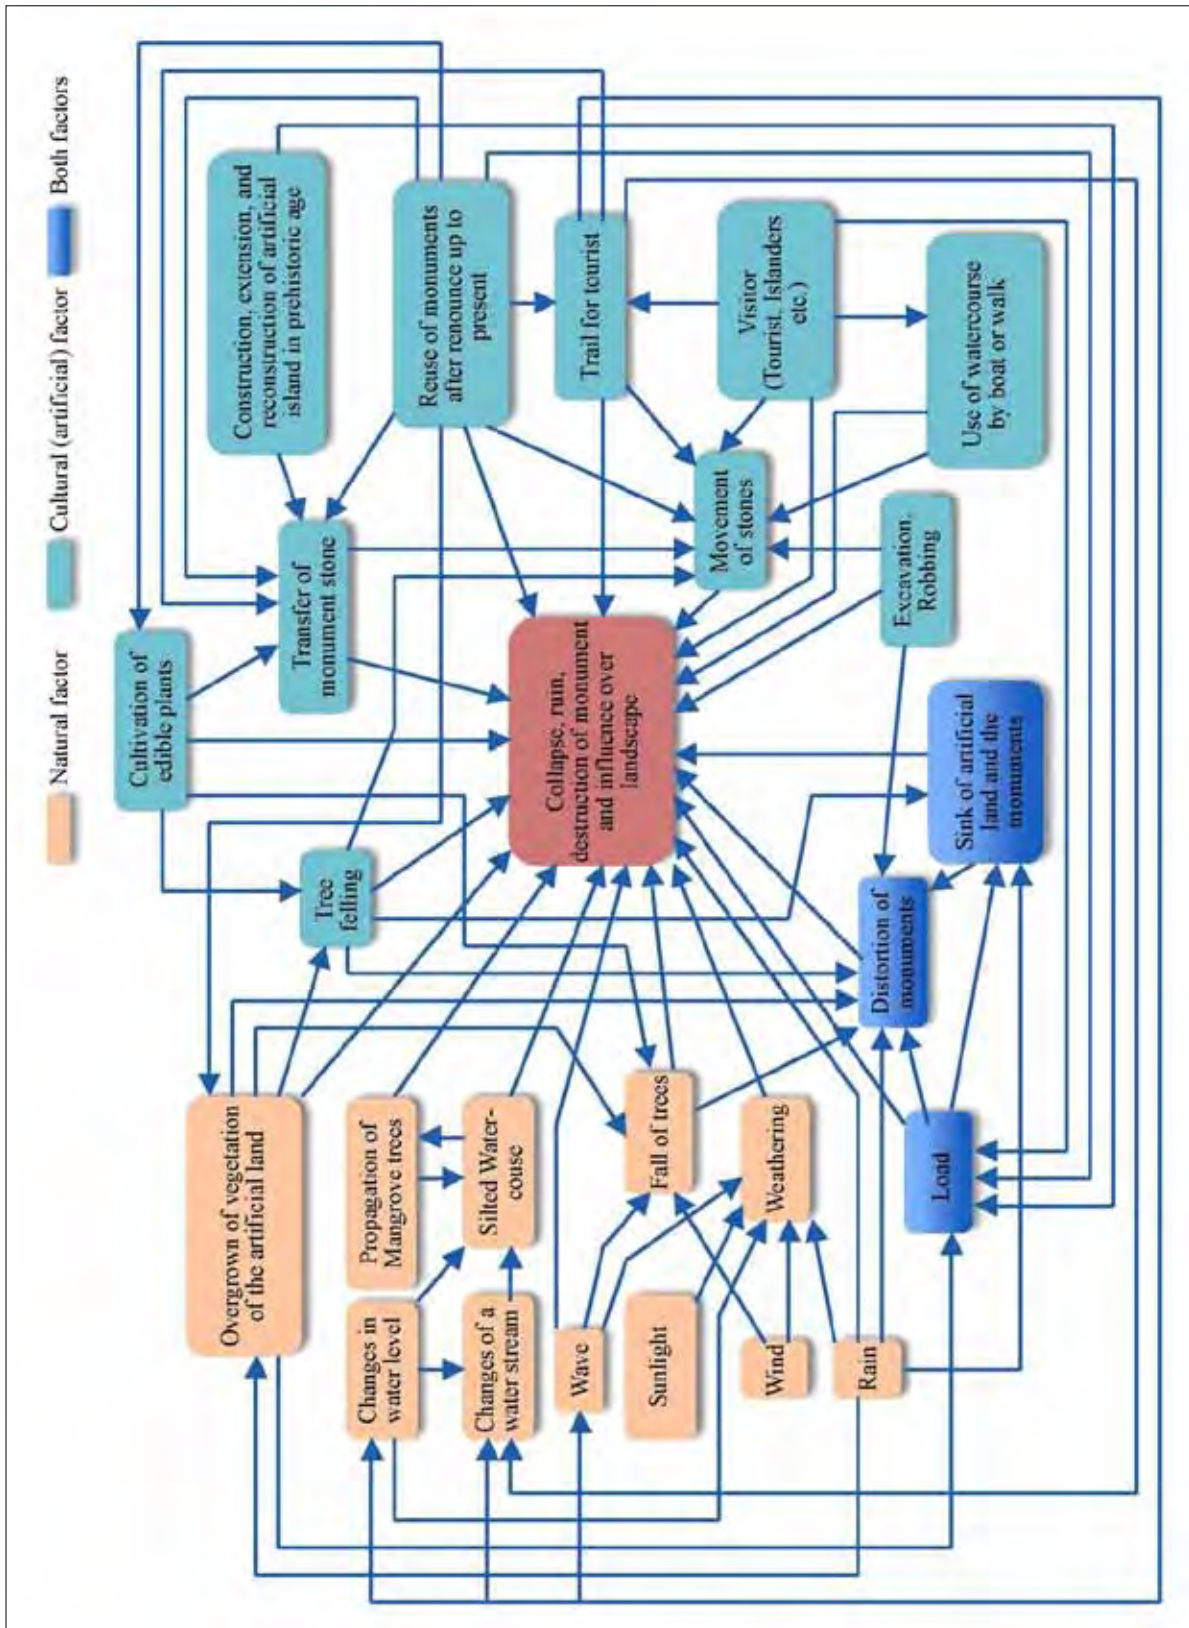 Natural factor
Cultural (artificial) factor
Both factors
Overgrown of vegetation
of the artificial land
Changes in
water level
Propagation of
Mangrove trees
Changes of a
water stream
Silted Water-
couse
Wave
Sunlight
Wind
Rain
Fall of trees
Weathering
Tree
felling
Cultivation of
edible plants
Transfer of
monument stone
Construction, extension, and
reconstruction of artificial
island in prehistoric age
Reuse of monuments
after renounce up to
present
Collapse, ruin,
destruction of monument
and influence over
landscape
Trail for tourist
Movement
of stones
Visitor
(Tourist, Islanders
etc.)
Excavation,
Robbing
Use of watercourse
by boat or walk
Load
Distortion of
monuments
Sink of artificial
land and the
monuments